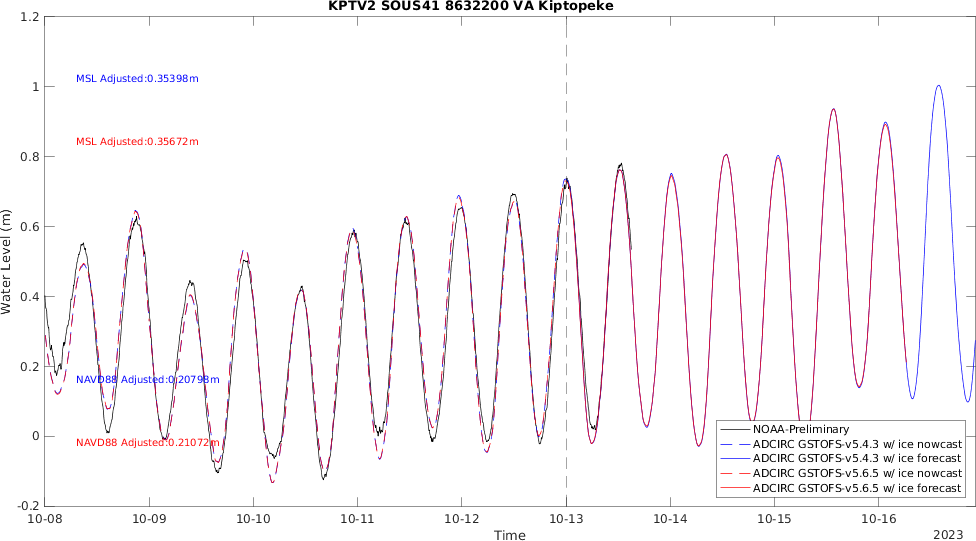 KPTV2 SOUS41 8632200 VA Kiptopeke
1.2
1
0.8
0.6
0.4
0.2
0
-0.2
Water Level (m)
MSL Adjusted:0.35398m
MSL Adjusted:0.35672m
NAVD88 Adjusted:0.20798m
NAVD88 Adjusted:0.21072m
NOAA-Preliminary
ADCIRC GSTOFS-v5.4.3 w/ ice nowcast
ADCIRC GSTOFS-v5.4.3 w/ ice forecast
ADCIRC GSTOFS-v5.6.5 w/ ice nowcast
ADCIRC GSTOFS-v5.6.5 w/ ice forecast
10-08 10-09 10-10 10-11 10-12 10-13 10-14 10-15 10-16
Time
2023